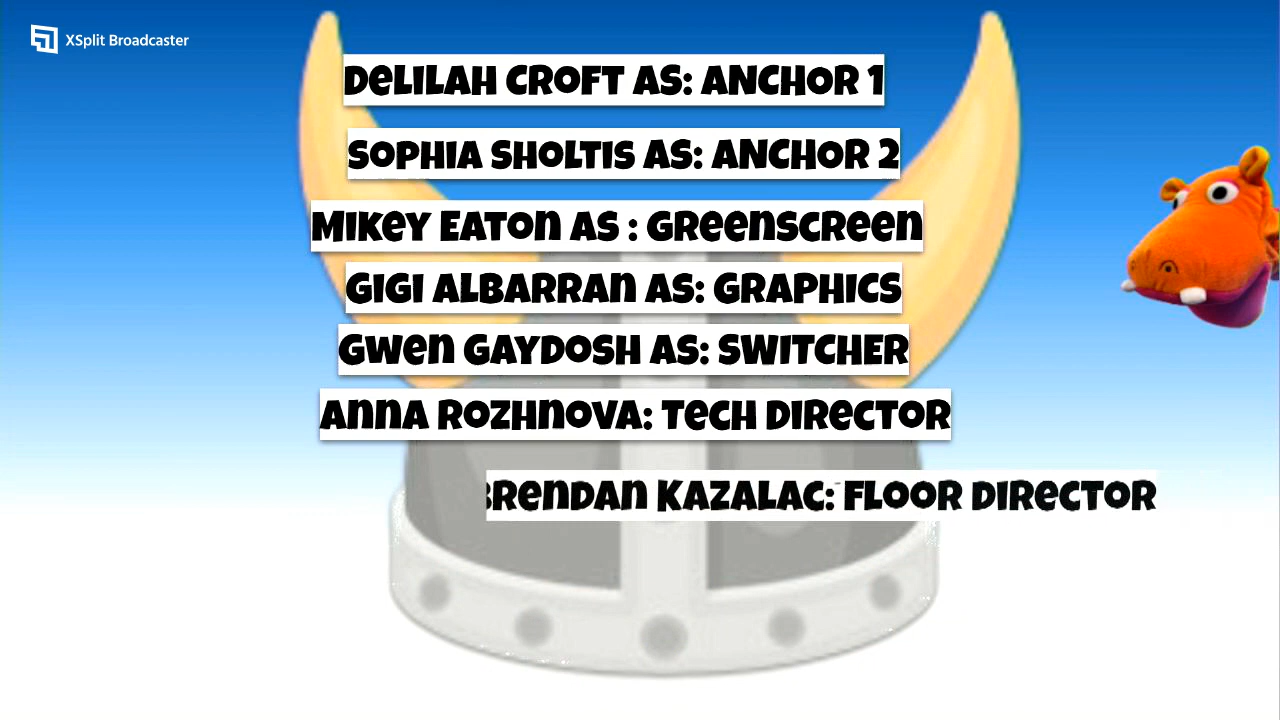 XSplit Broadcaster
DELILAH CROFT AS: ANCHOR 1
SOPHIA SHOLTIS AS: ANCHOR 2
MIKEY EATON AS : GREENSCREEN
GIGI ALBARRAN AS: GRAPHICS
GWEN GAYDOSH AS: SWITCHER
ANNA ROZHNOVA: TECH DIRECTOR
BRENDAN KAZALAC: FLOOR DIRECTOR